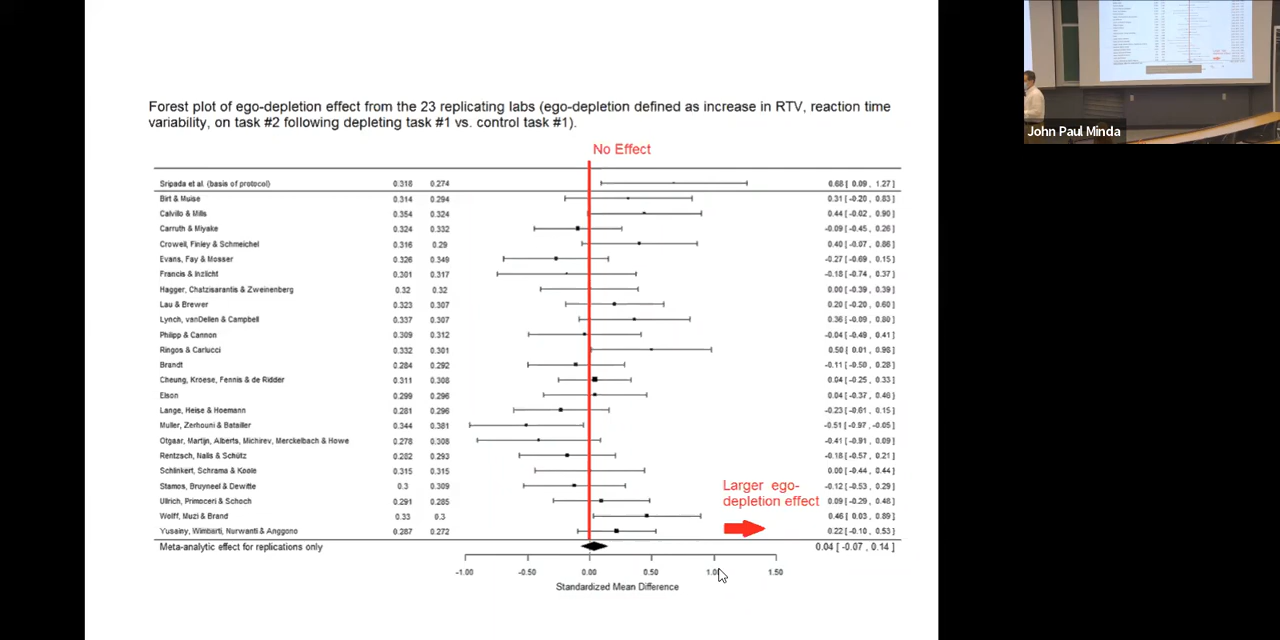 Forest plot of ego-depletion effect from the 23 replicating labs (ego-depletion defined as increase in RTV, reaction time
variability, on task #2 following depleting task #1 vs. control task #1).
No Effect
Sripada et al. (basis of protocol) 0.318 0.274 0.68 [ 0.09 , 1.27 ]
Birt & Muise 0.314 0.294 0.31 [ -0.20 , 0.83 ]
Calvillo & Mills 0.354 0.324 0.44 [ -0.02 , 0.90 ]
Carruth & Miyake 0.324 0.332 -0.09 [ -0.45 , 0.26 ]
Crowell, Finley & Schmeichel 0.316 0.29 0.40 [ -0.07 , 0.86 ]
Evans, Fay & Mosser 0.326 0.349 -0.27 [ -0.69 , 0.15 ]
Francis & Inzlicht 0.301 0.317 -0.18 [ -0.74 , 0.37 ]
Hagger, Chatzisarantis & Zweinenberg 0.32 0.32 0.00 [ -0.39 , 0.39 ]
Lau & Brewer 0.323 0.307 0.20 [ -0.20 , 0.60 ]
Lynch, vanDellen & Campbell 0.337 0.307 0.36 [ -0.09 , 0.80 ]
Philipp & Cannon 0.309 0.312 -0.04 [ -0.49 , 0.41 ]
Ringos & Carlucci 0.332 0.301 0.50 [ 0.01 , 0.98 ]
Brandt 0.284 0.292 -0.11 [ -0.50 , 0.28 ]
Cheung, Kroese, Fennis & de Ridder 0.311 0.308 0.04 [ -0.25 , 0.33 ]
Elson 0.299 0.296 0.04 [ -0.37 , 0.46 ]
Lange, Heise & Hoemann 0.281 0.296 -0.23 [ -0.61 , 0.15 ]
Muller, Zerhouni & Batailler 0.344 0.381 -0.51 [ -0.97 , -0.05 ]
Otgaar, Martijn, Alberts, Michirev, Merckelbach & Howe 0.278 0.308 -0.41 [ -0.91 , 0.09 ]
Rentzsch, Nalis & Schütz 0.282 0.293 -0.18 [ -0.57 , 0.21 ]
Schlinkert, Schrama & Koole 0.315 0.315 0.00 [ -0.44 , 0.44 ]
Stamos, Bruyneel & Dewitte 0.3 0.309 -0.12 [ -0.53 , 0.29 ]
Ullrich, Primoceri & Schoch 0.291 0.285 0.09 [ -0.29 , 0.48 ]
Wolff, Muzi & Brand 0.33 0.3 0.46 [ 0.03 , 0.89 ]
Yusainy, Wimbarti, Nurwanti & Anggono 0.287 0.272 0.22 [ -0.10 , 0.53 ]
Larger ego-
depletion effect
Meta-analytic effect for replications only 0.04 [ -0.07 , 0.14 ]
-1.00 -0.50 0.00 0.50 1.00 1.50
Standardized Mean Difference
John Paul Minda